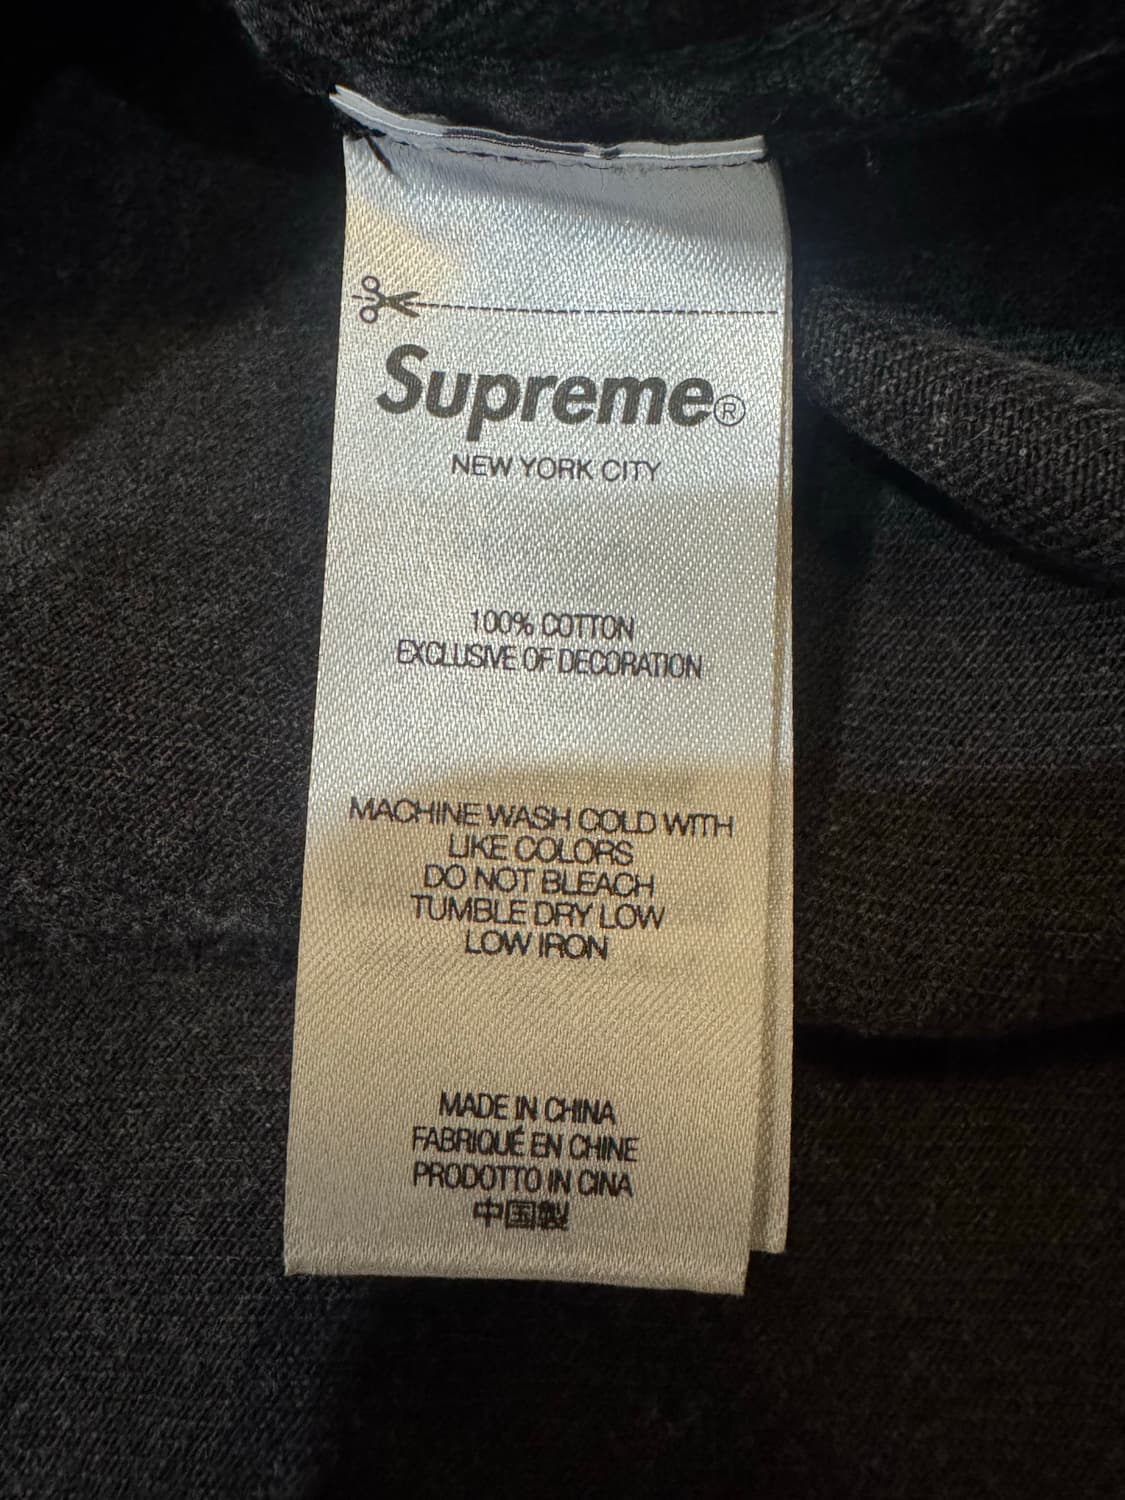 Supreme®
NEW YORK CITY
100% COTTON
EXCLUSIVE OF DECORATION
MACHINE WASH COLD WITH
LIKE COLORS
DO NOT BLEACH
TUMBLE DRY LOW
LOW IRON
MADE IN CHINA
FABRIQUÉ EN CHINE
PRODOTTO IN CINA
中国製